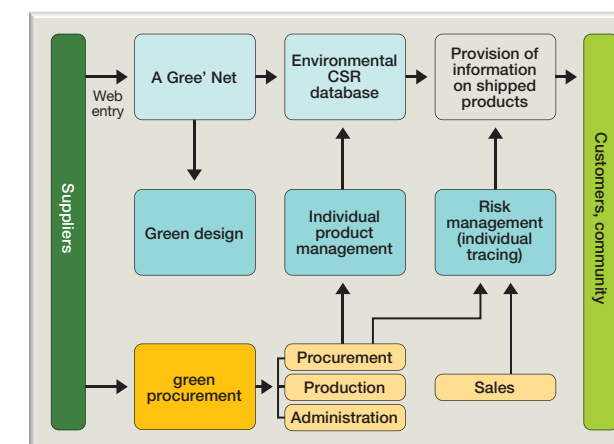 Suppliers
Web
entry
A Gree' Net
Environmental
CSR
database
Provision of
information
on shipped
products
Customers, community
Green design
Individual
product
management
Risk
management
(individual
tracing)
green
procurement
Procurement
Production
Administration
Sales